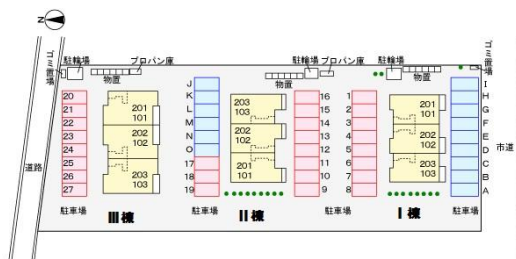 N
ゴミ置場
駐輪場
プロパン庫
物置
駐輪場
プロパン庫
物置
駐輪場
物置
ゴミ置場
道路
20
21
22
23
24
25
26
27
駐車場
201
101
202
102
203
103
Ⅲ棟
J
K
L
M
N
O
17
18
19
駐車場
203
103
202
102
201
101
Ⅱ棟
16
15
14
13
12
11
10
9
駐車場
1
2
3
4
5
6
7
8
201
101
202
102
203
103
Ⅰ棟
I
H
G
F
E
D
C
B
A
駐車場
市道